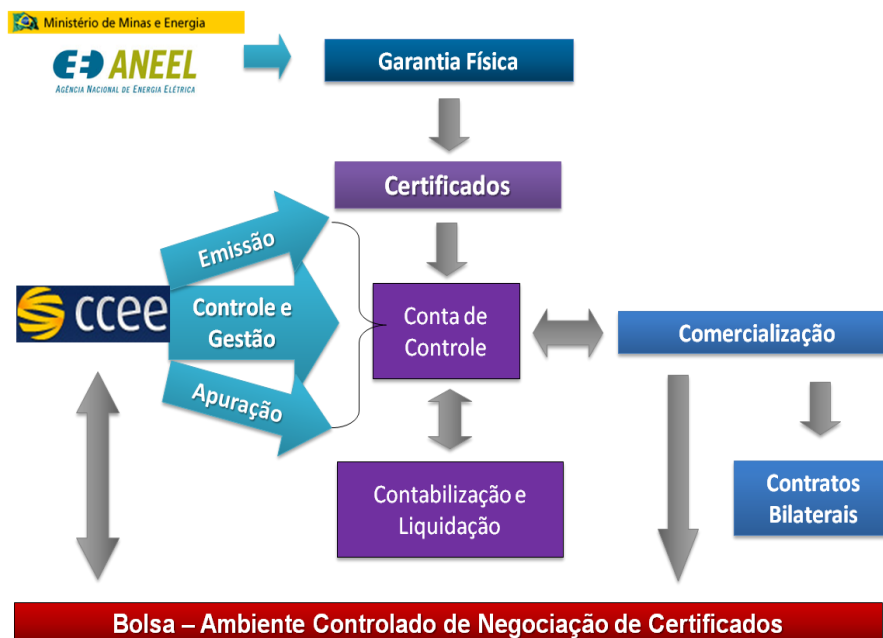 Ministério de Minas e Energia
ANEEL
AGÊNCIA NACIONAL DE ENERGIA ELÉTRICA
Garantia Física
Certificados
Emissão
ccee
Controle e
Gestão
Apuração
Conta de
Controle
Comercialização
Contabilização e
Liquidação
Contratos
Bilaterais
Bolsa – Ambiente Controlado de Negociação de Certificados